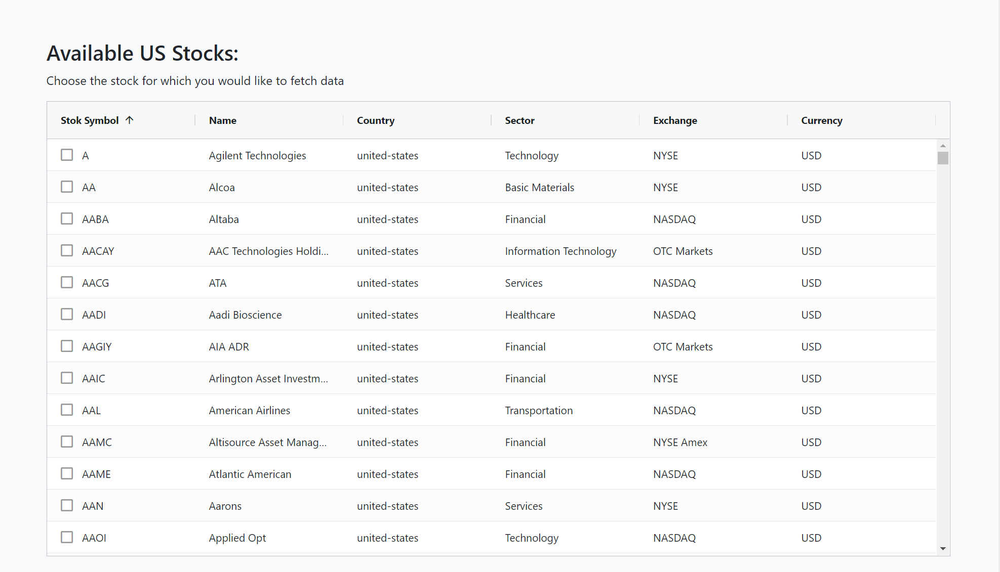 Available US Stocks:
Choose the stock for which you would like to fetch data
Stok Symbol ↑ Name Country Sector Exchange Currency
A Agilent Technologies united-states Technology NYSE USD
AA Alcoa united-states Basic Materials NYSE USD
AABA Altaba united-states Financial NASDAQ USD
AACAY AAC Technologies Holdi... united-states Information Technology OTC Markets USD
AACG ATA united-states Services NASDAQ USD
AADI Aadi Bioscience united-states Healthcare NASDAQ USD
AAGIY AIA ADR united-states Financial OTC Markets USD
AAIC Arlington Asset Investm... united-states Financial NYSE USD
AAL American Airlines united-states Transportation NASDAQ USD
AAMC Altisource Asset Manag... united-states Financial NYSE Amex USD
AAME Atlantic American united-states Financial NASDAQ USD
AAN Aarons united-states Services NYSE USD
AAOI Applied Opt united-states Technology NASDAQ USD